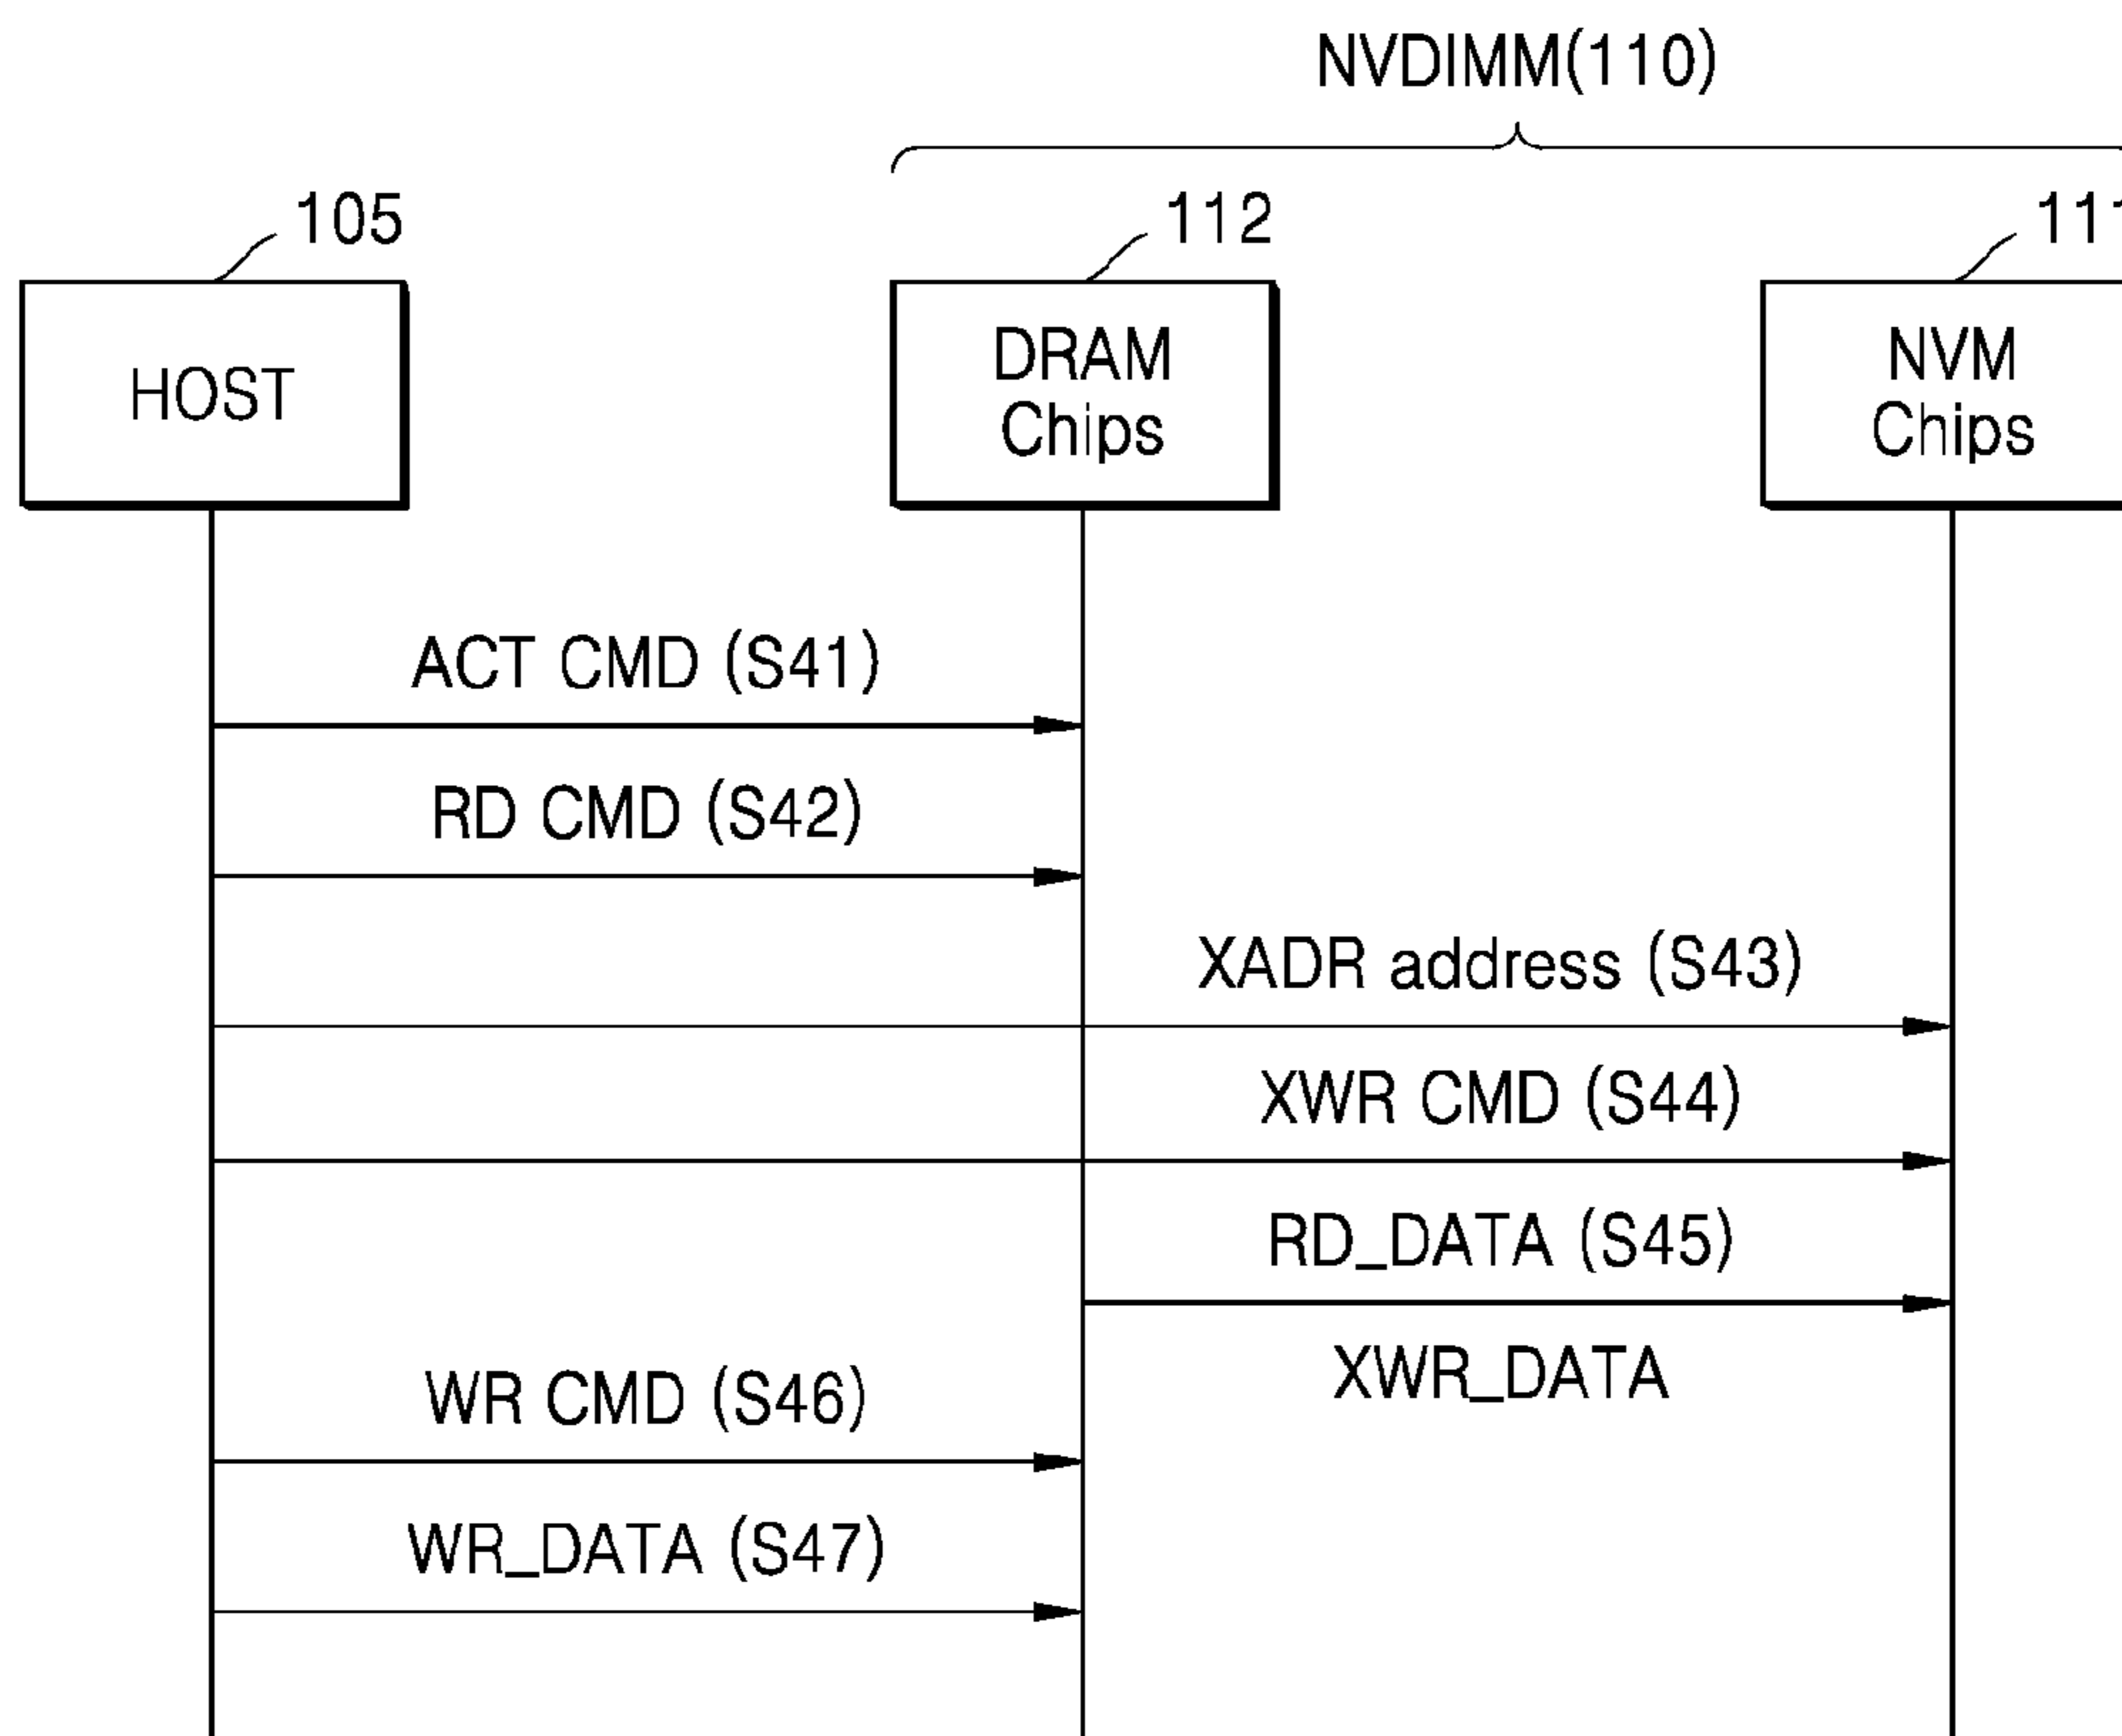 NVDIMM(110)
105
112
111
HOST
DRAM
Chips
NVM
Chips
ACT CMD (S41)
RD CMD (S42)
XADR address (S43)
XWR CMD (S44)
RD_DATA (S45)
XWR_DATA
WR CMD (S46)
WR_DATA (S47)